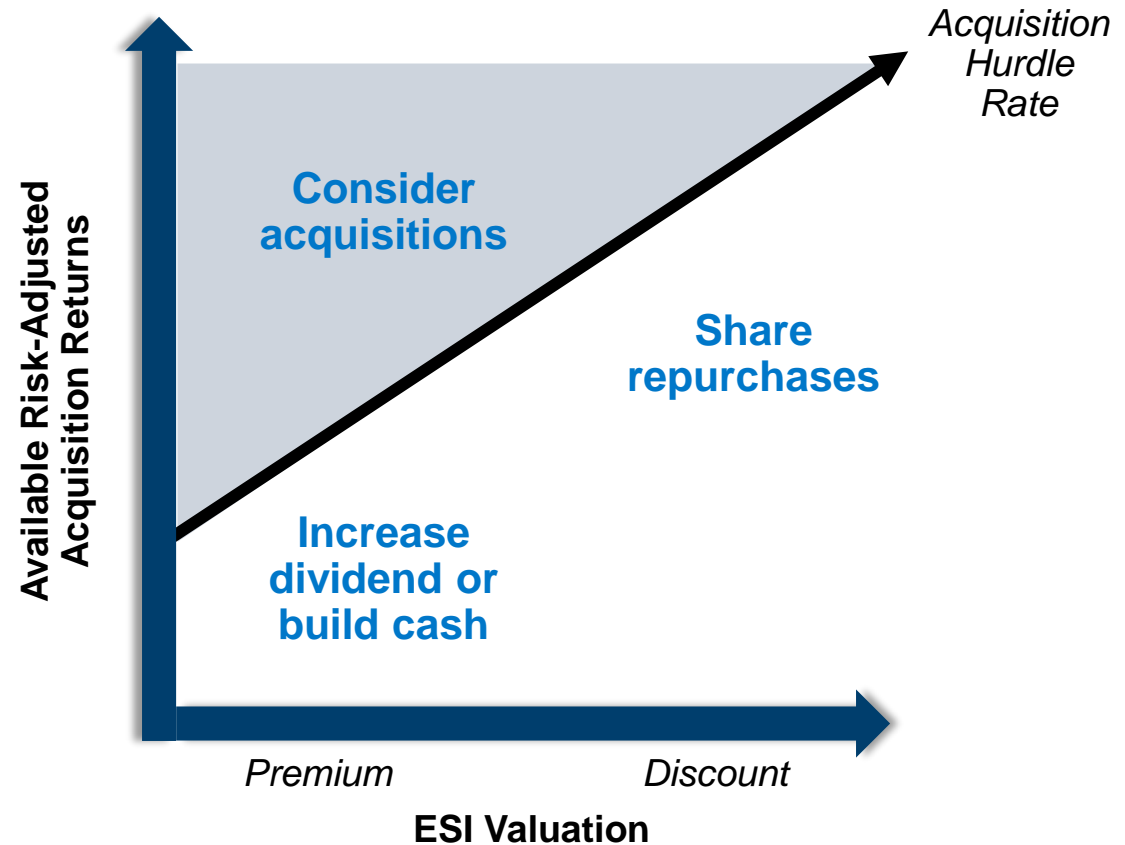 Acquisition
Hurdle
Rate
Available Risk-Adjusted
Acquisition Returns
Consider
acquisitions
Share
repurchases
Increase
dividend or
build cash
Premium
Discount
ESI Valuation